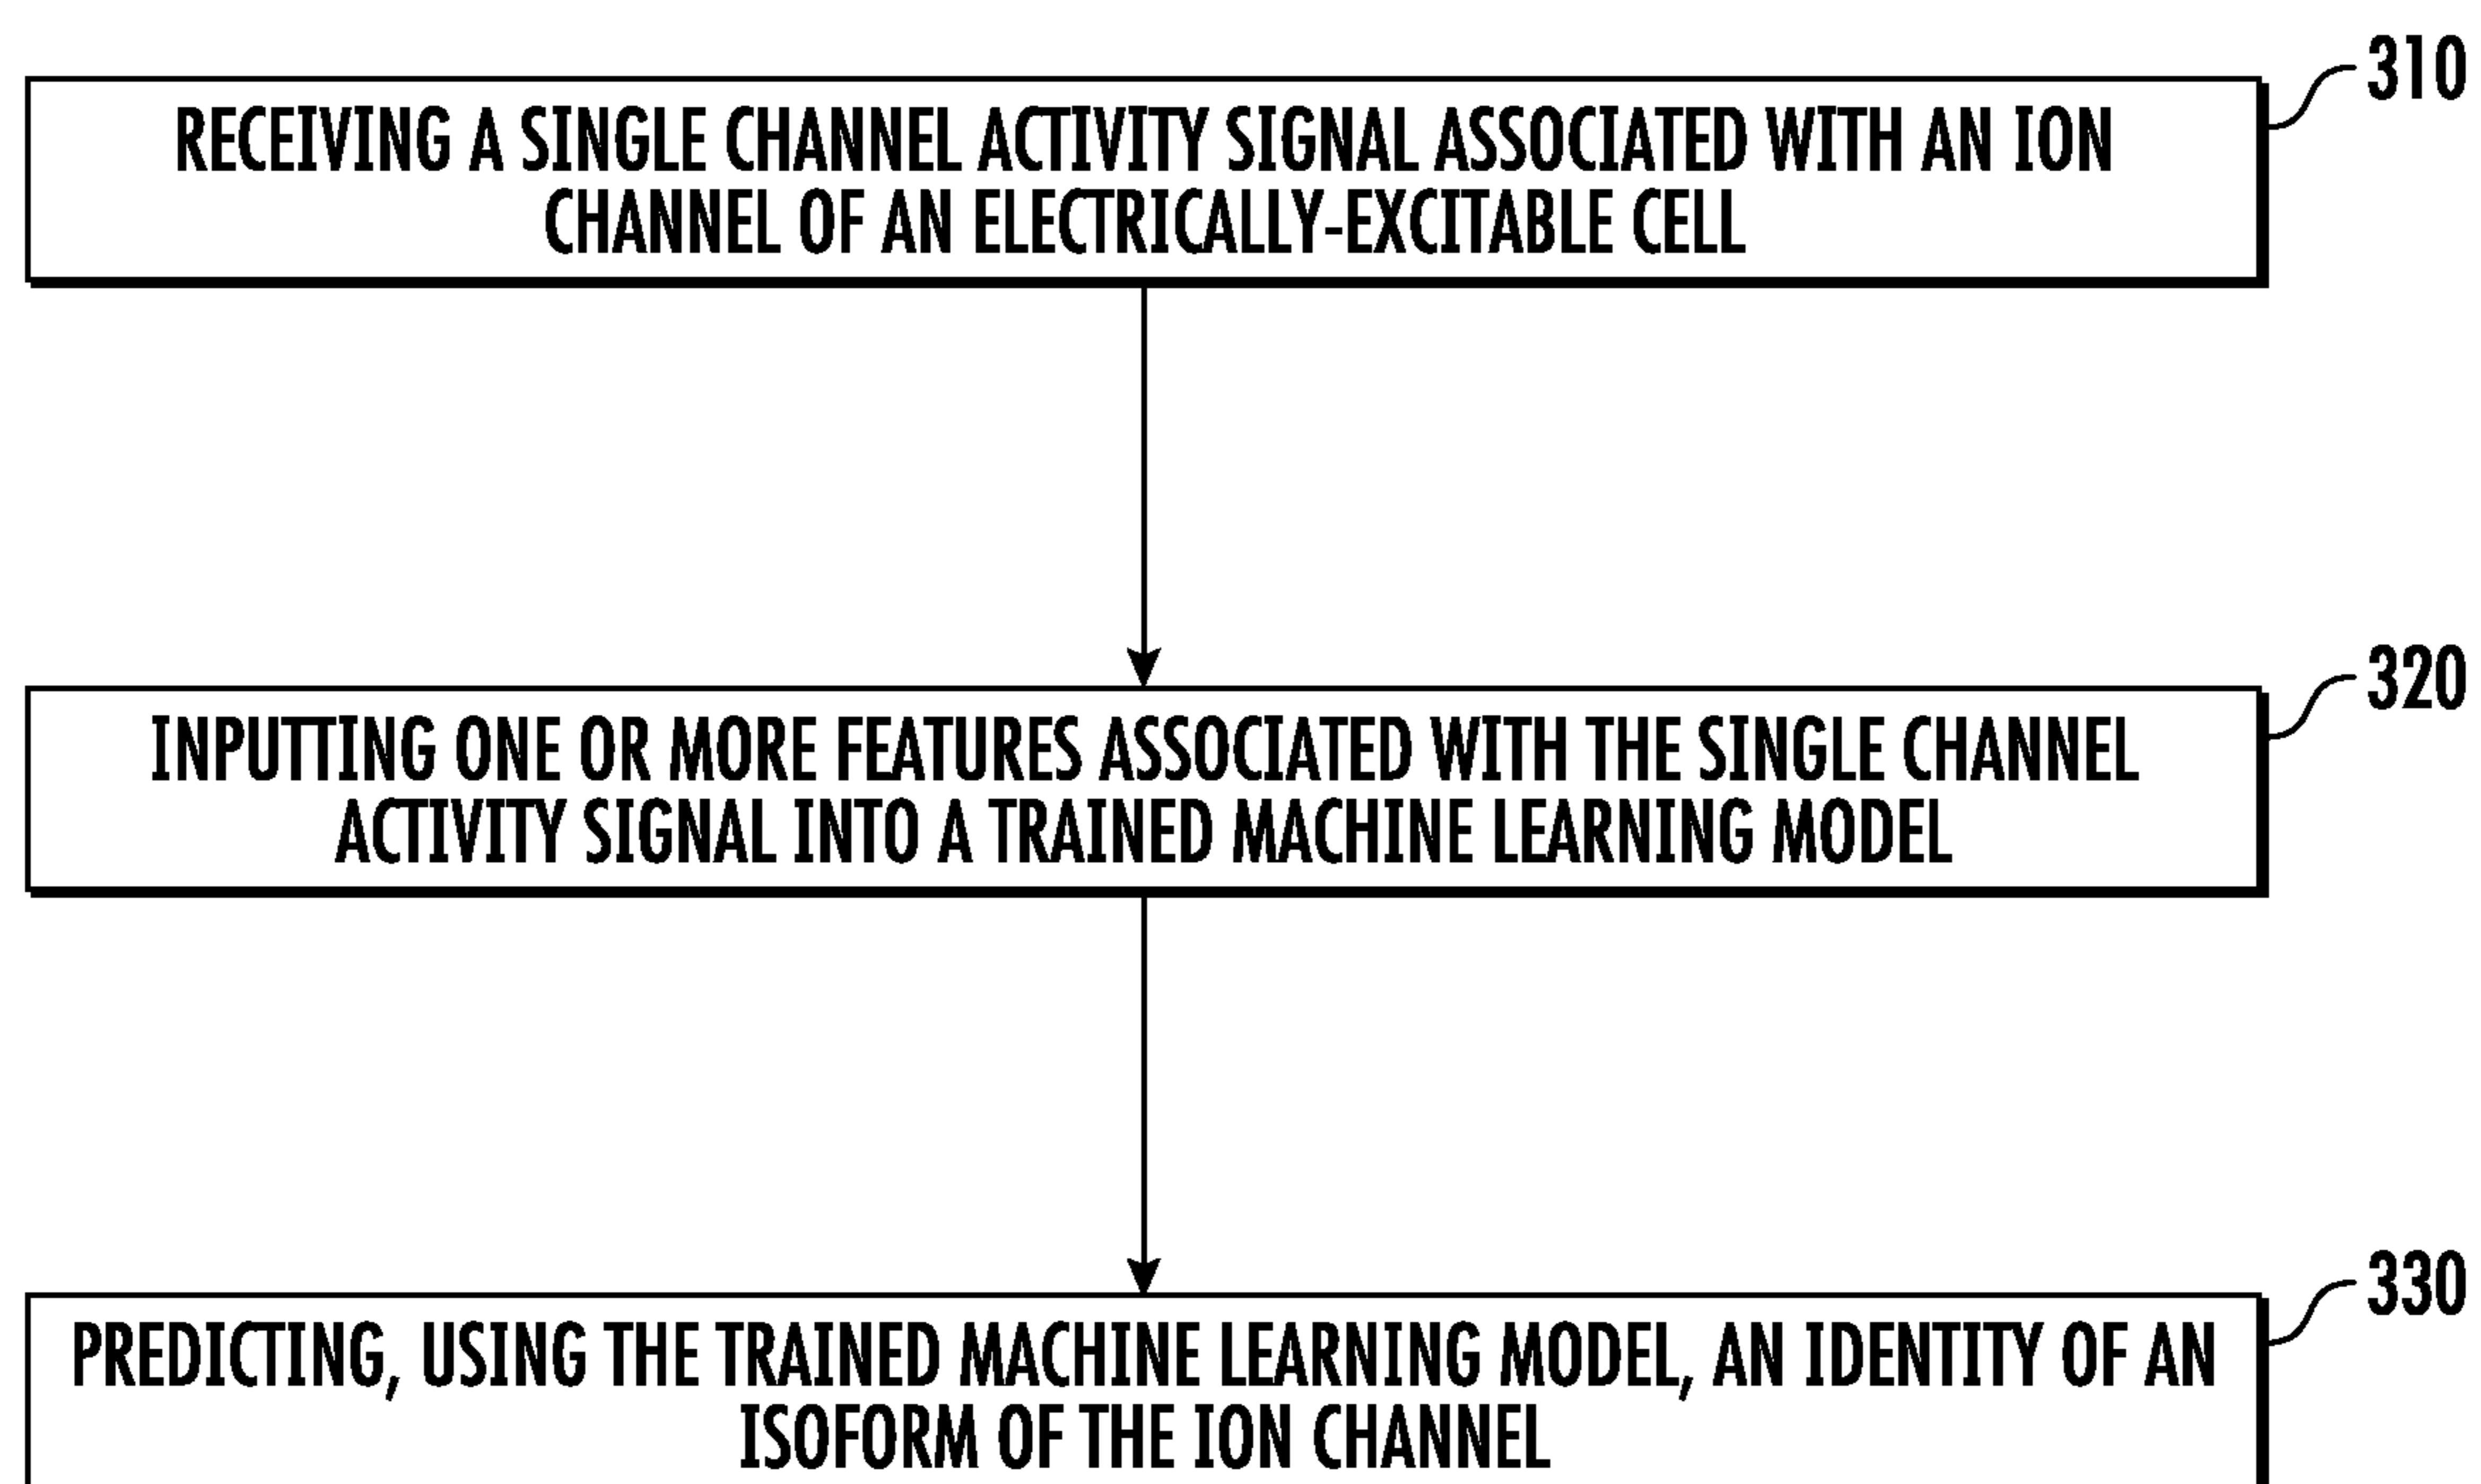 310
RECEIVING A SINGLE CHANNEL ACTIVITY SIGNAL ASSOCIATED WITH AN ION
CHANNEL OF AN ELECTRICALLY-EXCITABLE CELL
320
INPUTTING ONE OR MORE FEATURES ASSOCIATED WITH THE SINGLE CHANNEL
ACTIVITY SIGNAL INTO A TRAINED MACHINE LEARNING MODEL
330
PREDICTING, USING THE TRAINED MACHINE LEARNING MODEL, AN IDENTITY OF AN
ISOFORM OF THE ION CHANNEL